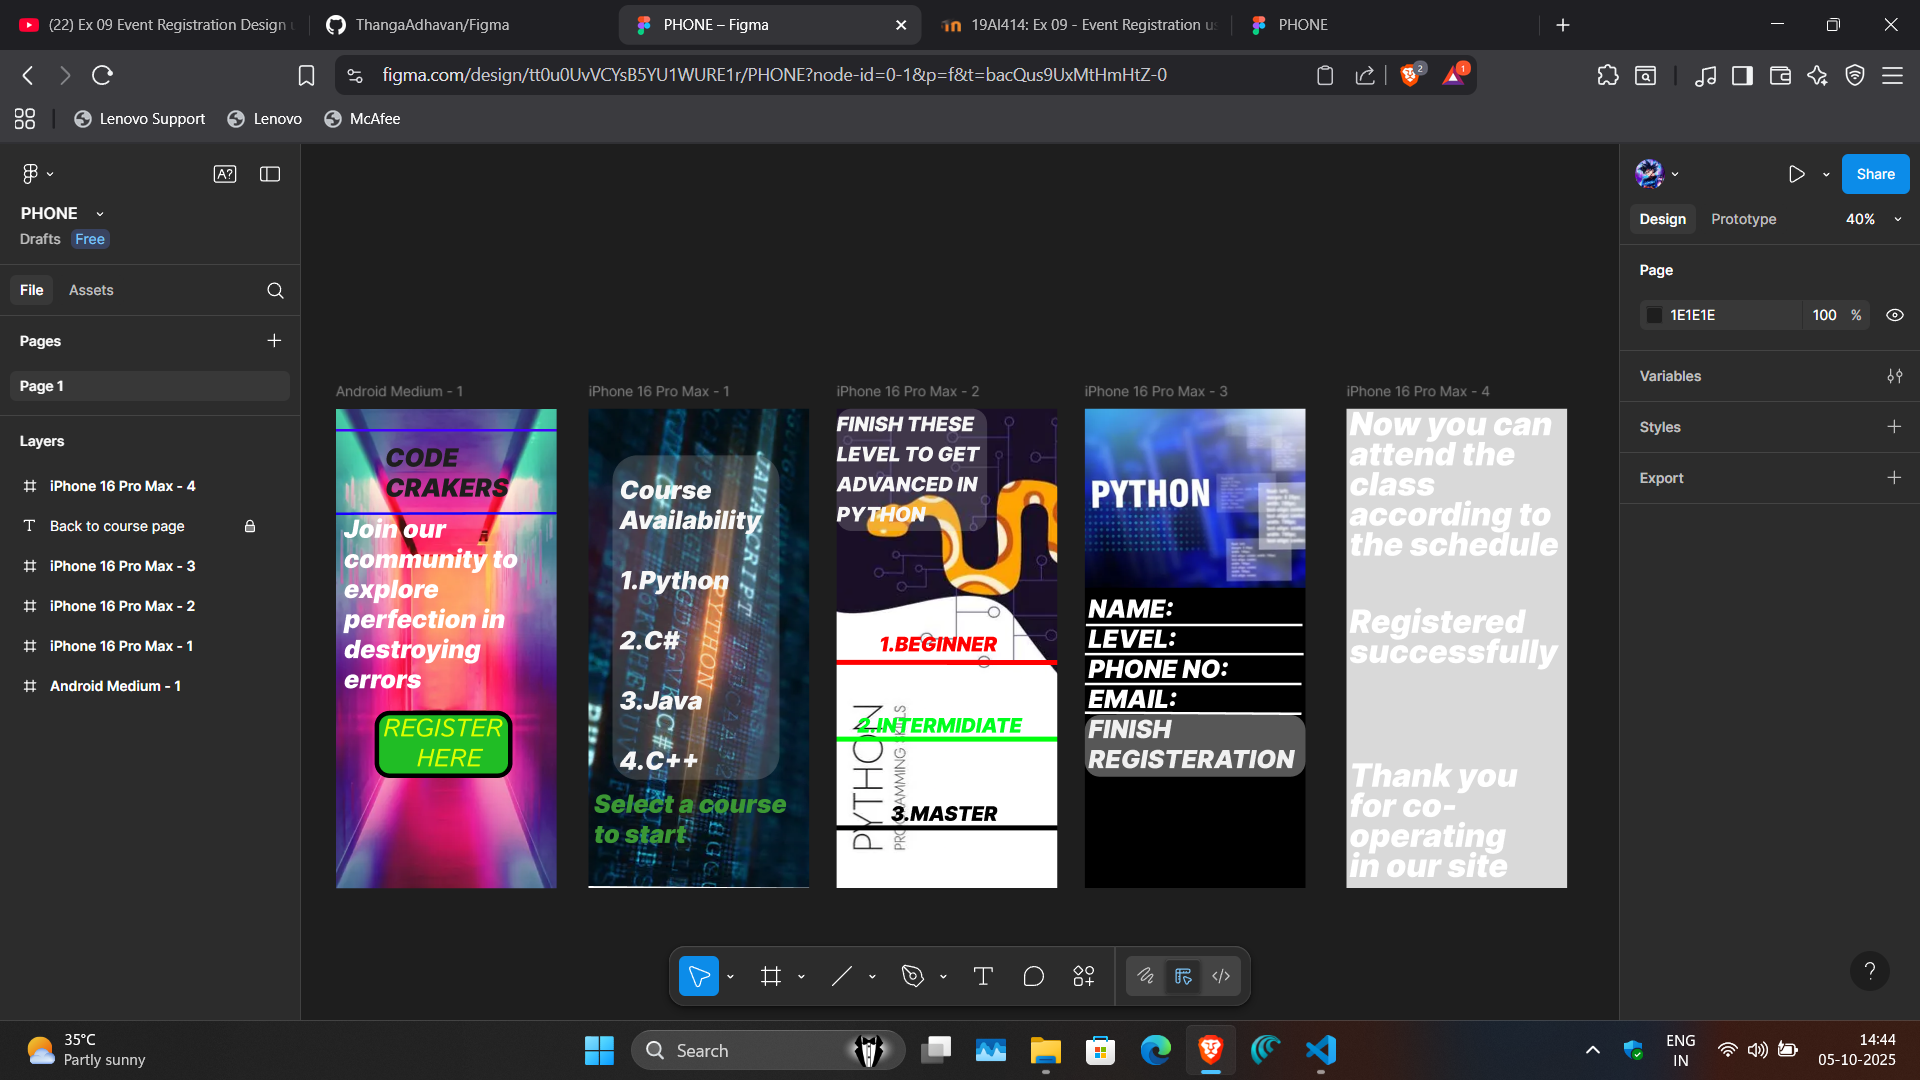 (22) Ex 09 Event Registration Design u
ThangaAdhavan/Figma
PHONE – Figma
19AI414: Ex 09 - Event Registration us
PHONE
figma.com/design/tt0u0UvVCYsB5YU1WURE1r/PHONE?node-id=0-1&p=f&t=bacQus9UxMtHmHtZ-0
2
1
Lenovo Support
Lenovo
McAfee
A?
PHONE
Drafts
Free
File
Assets
Pages
Page 1
Layers
iPhone 16 Pro Max - 4
Back to course page
iPhone 16 Pro Max - 3
iPhone 16 Pro Max - 2
iPhone 16 Pro Max - 1
Android Medium - 1
Android Medium - 1
CODE
CRAKERS
Join our
community to
explore
perfection in
destroying
errors
REGISTER
HERE
iPhone 16 Pro Max - 1
Course
Availability
1.Python
2.C#
3.Java
4.C++
Select a course
to start
JAVASCRIPT
PYTHON
C#
iPhone 16 Pro Max - 2
FINISH THESE
LEVEL TO GET
ADVANCED IN
PYTHON
1.BEGINNER
2.INTERMIDIATE
3.MASTER
PYTHON
PROGRAMMING SKILLS
iPhone 16 Pro Max - 3
PYTHON
NAME:
LEVEL:
PHONE NO:
EMAIL:
FINISH
REGISTERATION
iPhone 16 Pro Max - 4
Now you can
attend the
class
according to
the schedule
Registered
successfully
Thank you
for co-
operating
in our site
Share
Design
Prototype
40%
Page
1E1E1E
100
%
Variables
Styles
Export
?
35°C
Partly sunny
Search
ENG
IN
14:44
05-10-2025